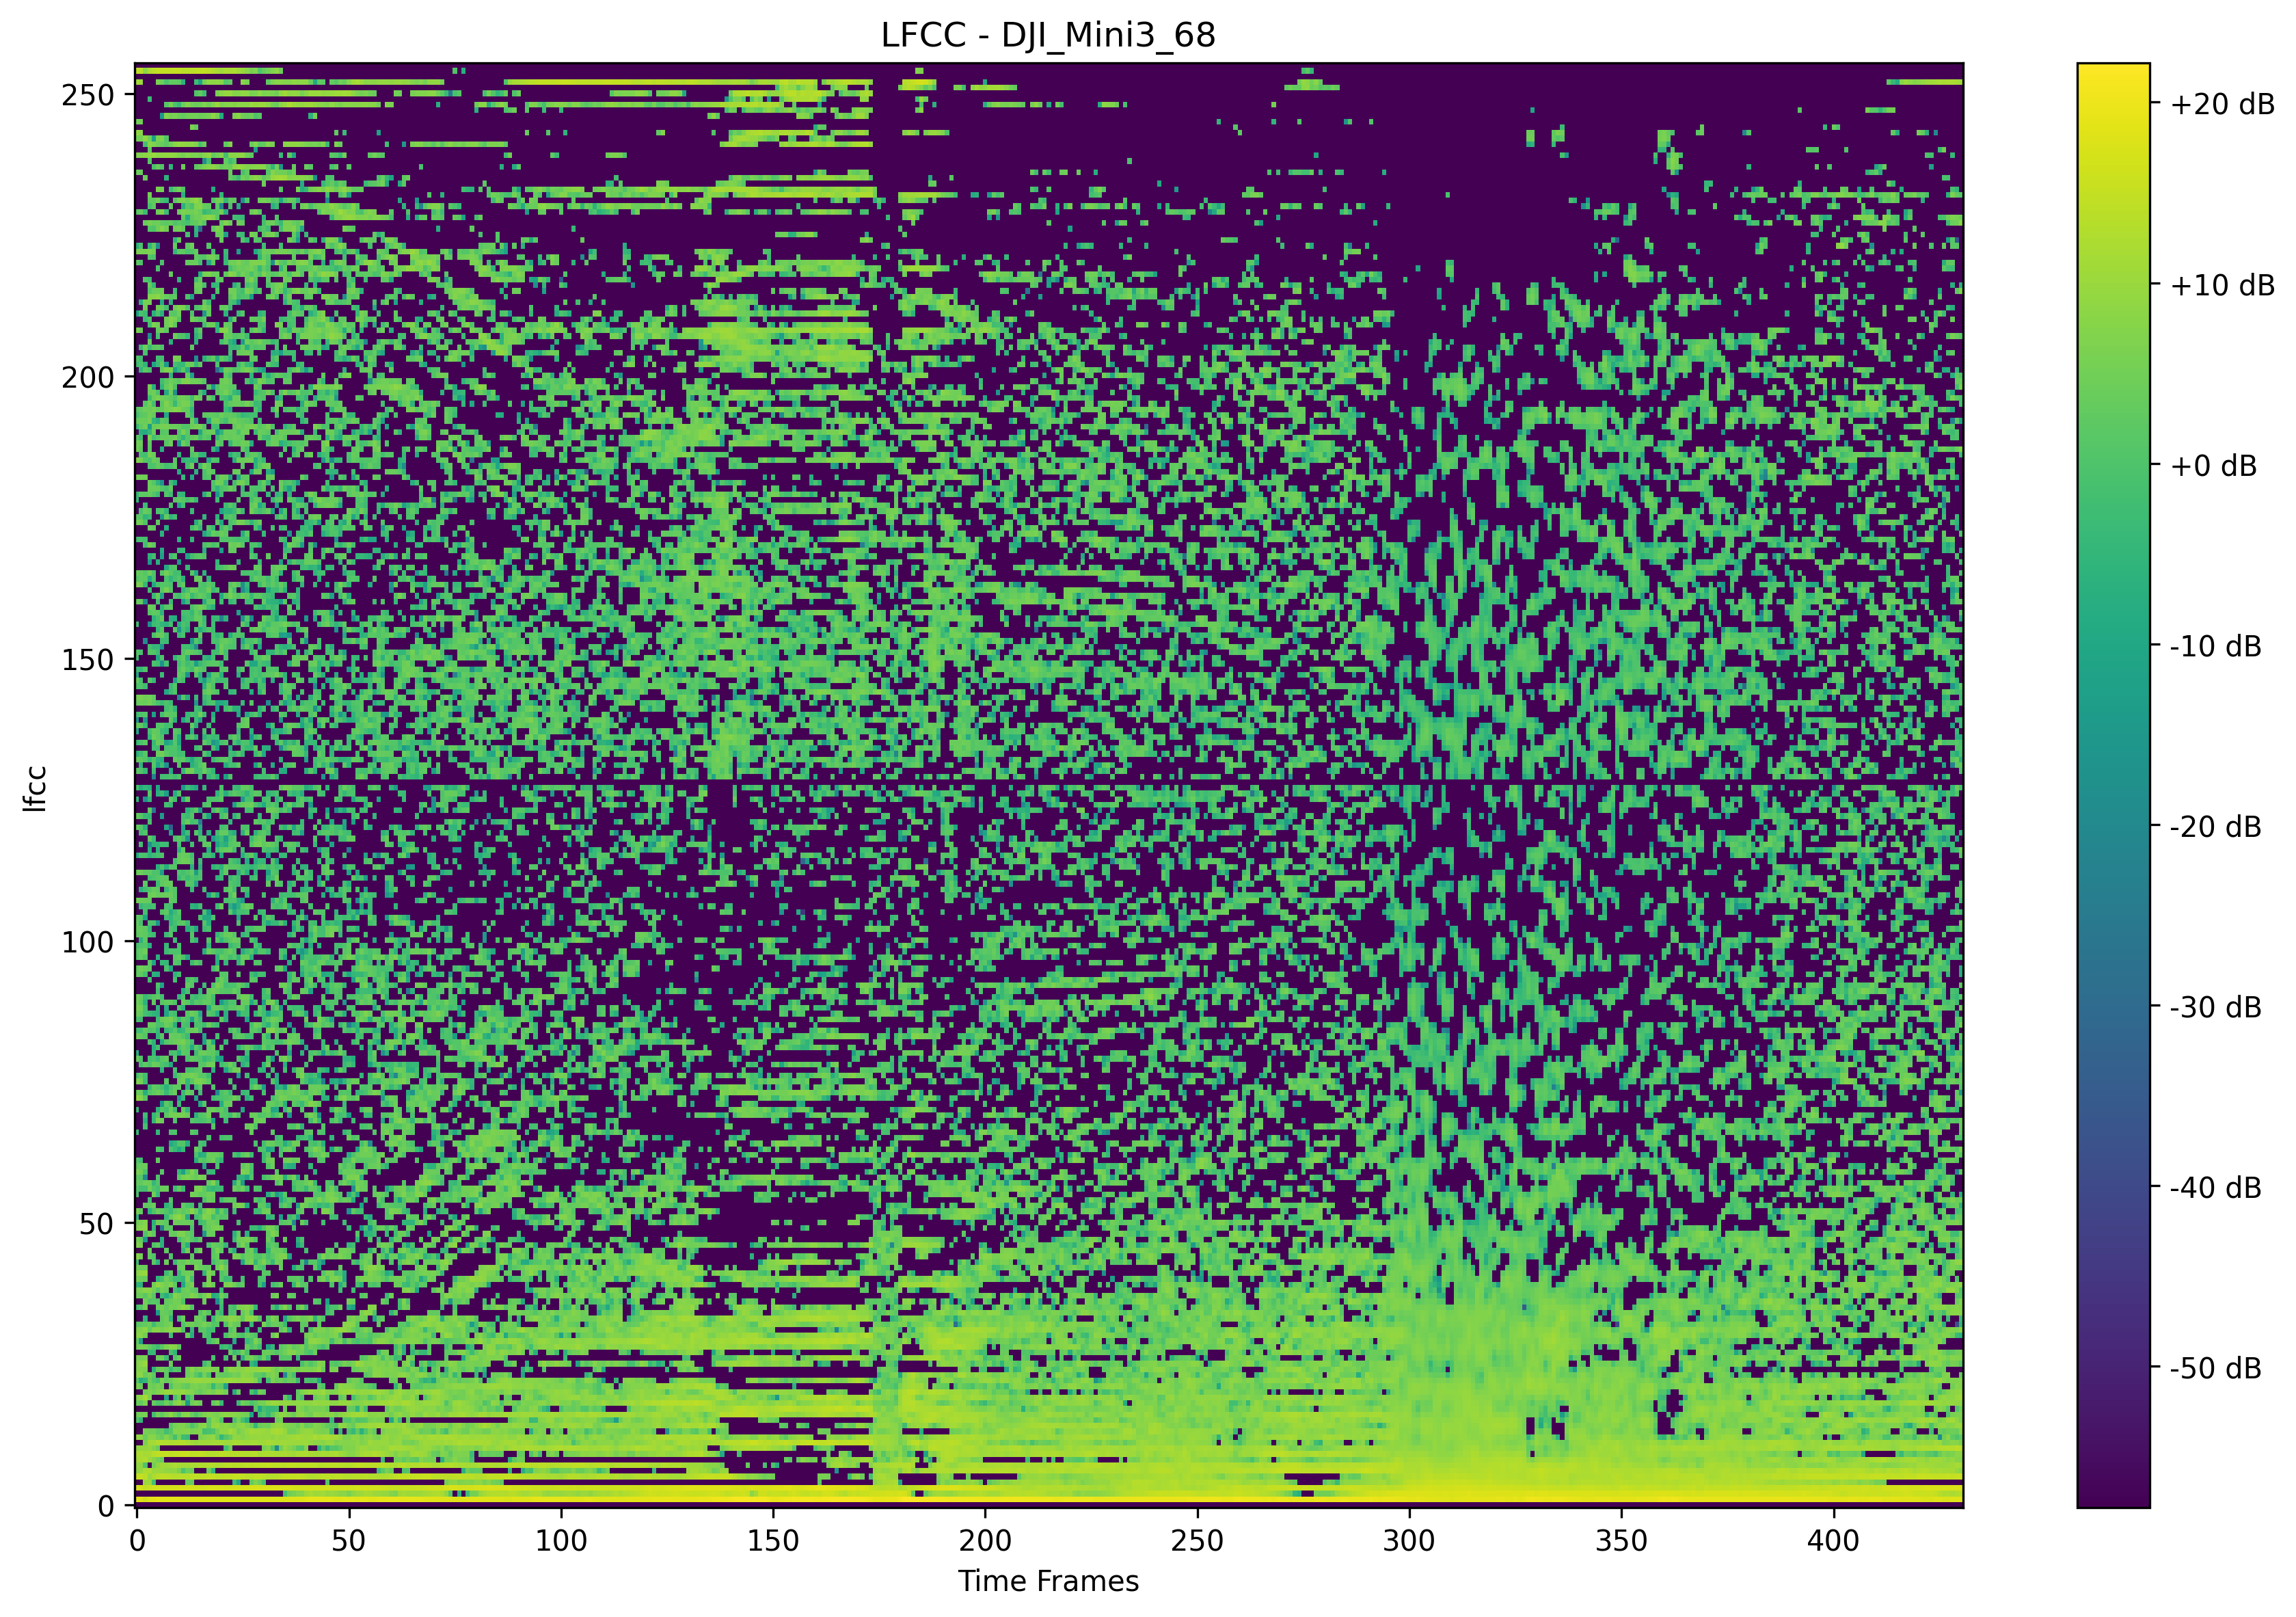 LFCC - DJI_Mini3_68
250
200
150
100
50
0
lfcc
0 50 100 150 200 250 300 350 400
Time Frames
+20 dB
+10 dB
+0 dB
-10 dB
-20 dB
-30 dB
-40 dB
-50 dB